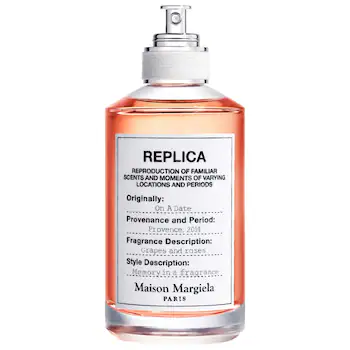 REPLICA
REPRODUCTION OF FAMILIAR
SCENTS AND MOMENTS OF VARYING
LOCATIONS AND PERIODS
Originally:
On A Date
Provenance and Period:
Provence, 2018
Fragrance Description:
Grapes and roses
Style Description:
Memory in a fragrance
Maison Margiela
PARIS